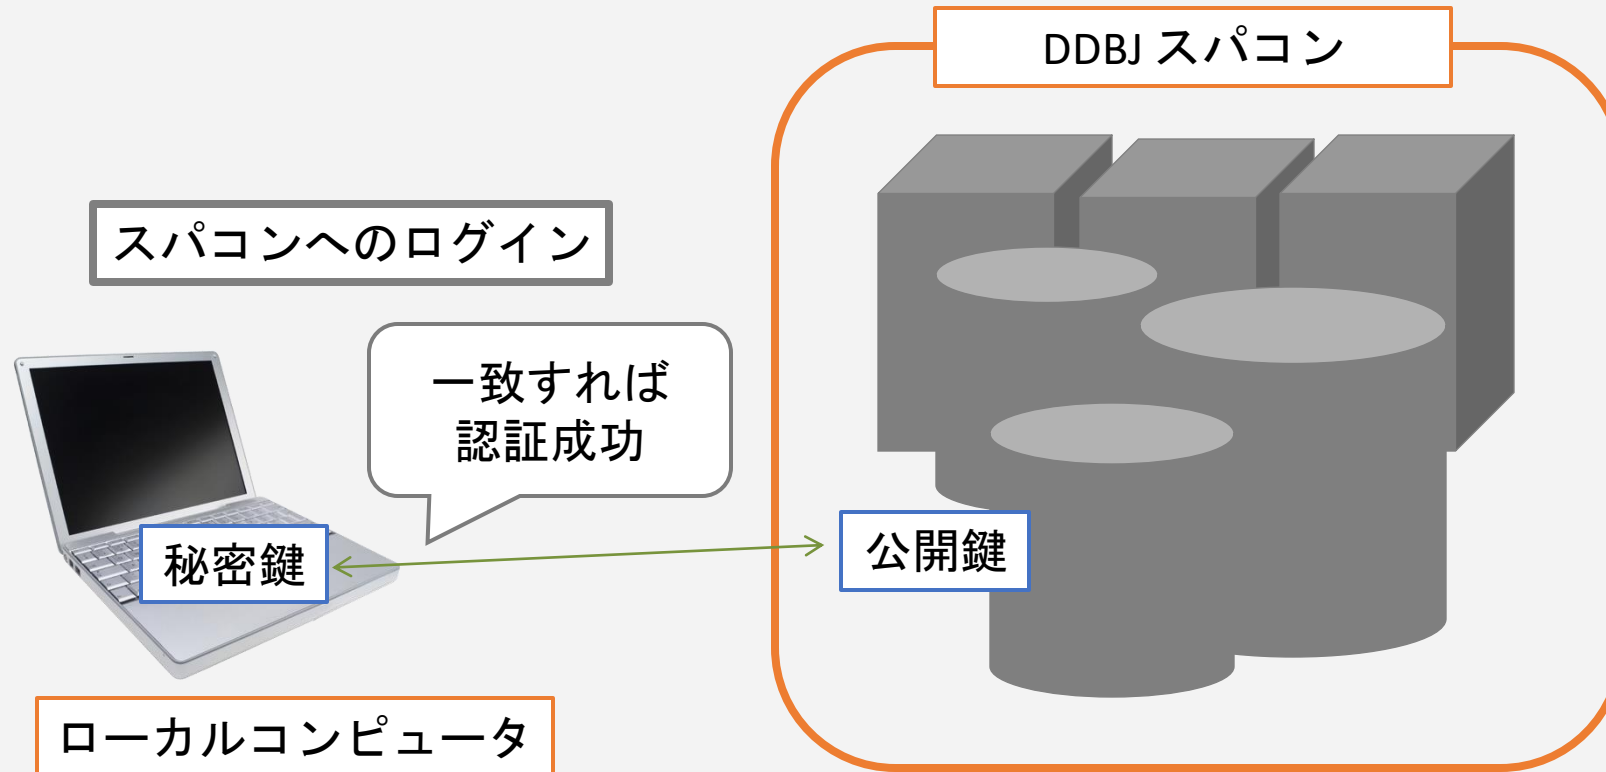 DDBJ スパコン
スパコンへのログイン
一致すれば
認証成功
秘密鍵
公開鍵
ローカルコンピュータ